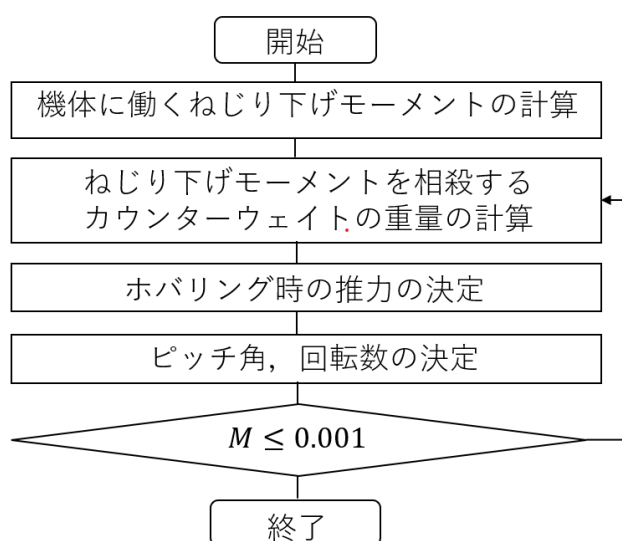 開始
機体に働くねじり下げモーメントの計算
ねじり下げモーメントを相殺する
カウンターウェイトの重量の計算
ホバリング時の推力の決定
ピッチ角，回転数の決定
M ≤ 0.001
終了